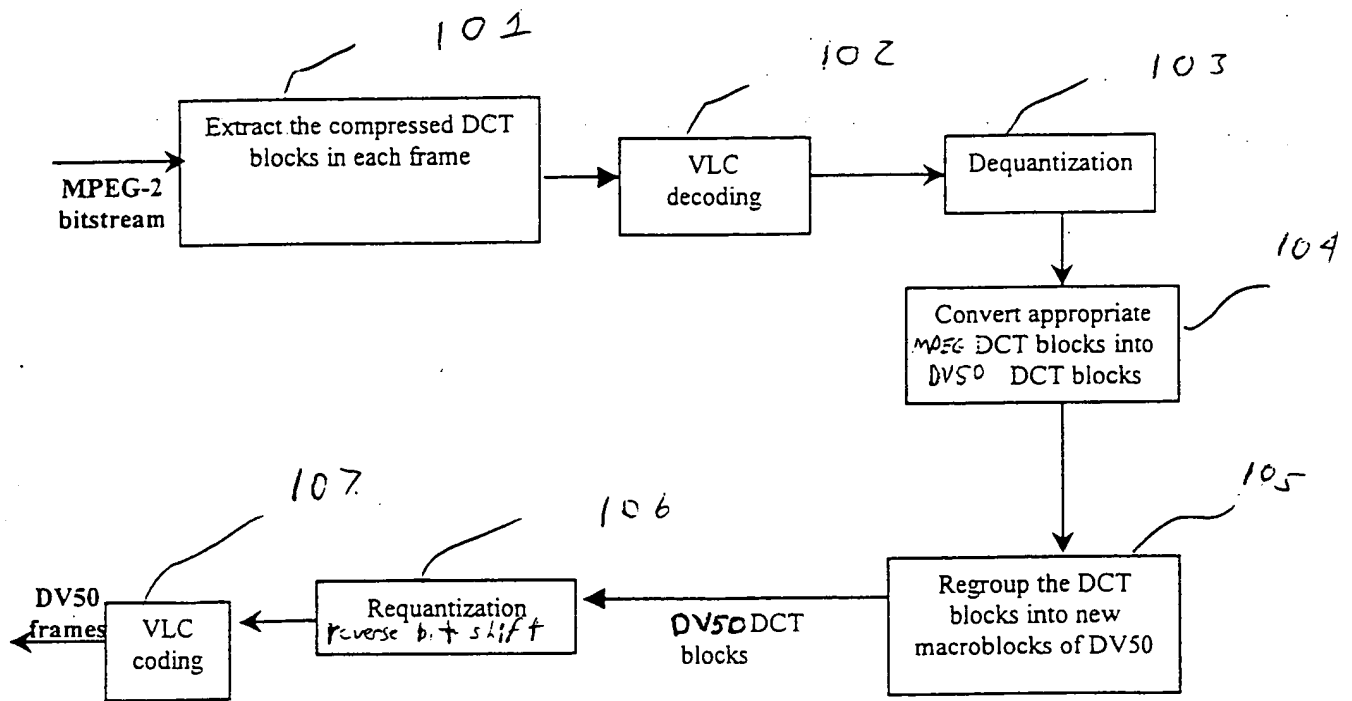 101
102
103
Extract the compressed DCT
blocks in each frame
VLC
decoding
Dequantization
MPEG-2
bitstream
104
Convert appropriate
MPEG DCT blocks into
DV50 DCT blocks
107
106
105
DV50
frames
VLC
coding
Requantization
reverse bit shift
DV50 DCT
blocks
Regroup the DCT
blocks into new
macroblocks of DV50